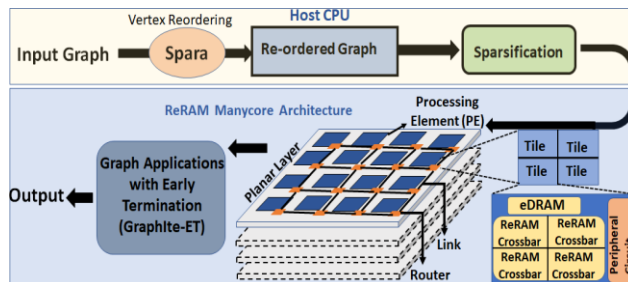 Host CPU
Vertex Reordering
Input Graph
Spara
Re-ordered Graph
Sparsification
ReRAM Manycore Architecture
Processing
Element (PE)
Planar Layer
Tile
Tile
Tile
Tile
Graph Applications
with Early
Termination
(GraphIte-ET)
Output
Link
Router
eDRAM
ReRAM
Crossbar
ReRAM
Crossbar
ReRAM
Crossbar
ReRAM
Crossbar
Peripheral